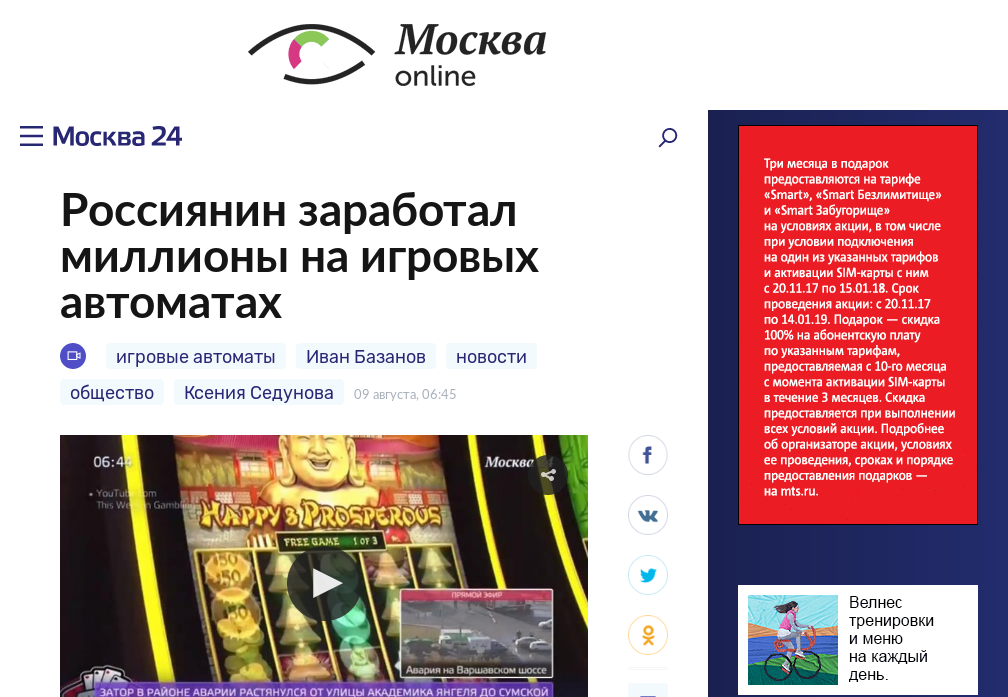 Москва
online
Москва 24
Россиянин заработал
миллионы на игровых
автоматах
игровые автоматы
Иван Базанов
новости
общество
Ксения Седунова
09 августа, 06:45
06:44
Москва
• YouTube.com
This Week in Gambling
HAPPY & PROSPEROUS
FREE GAME 1 OF 3
ПРЯМОЙ ЭФИР
Авария на Варшавском шоссе
ЗАТОР В РАЙОНЕ АВАРИИ РАСТЯНУЛСЯ ОТ УЛИЦЫ АКАДЕМИКА ЯНГЕЛЯ ДО СУМСКОЙ
Три месяца в подарок
предоставляются на тарифе
«Smart», «Smart Безлимитище»
и «Smart Забугорище»
на условиях акции, в том числе
при условии подключения
на один из указанных тарифов
и активации SIM-карты с ним
с 20.11.17 по 15.01.18. Срок
проведения акции: с 20.11.17
по 14.01.19. Подарок — скидка
100% на абонентскую плату
по указанным тарифам,
предоставляемая с 10-го месяца
с момента активации SIM-карты
в течение 3 месяцев. Скидка
предоставляется при выполнении
всех условий акции. Подробнее
об организаторе акции, условиях
ее проведения, сроках и порядке
предоставления подарков —
на mts.ru.
Велнес
тренировки
и меню
на каждый
день.